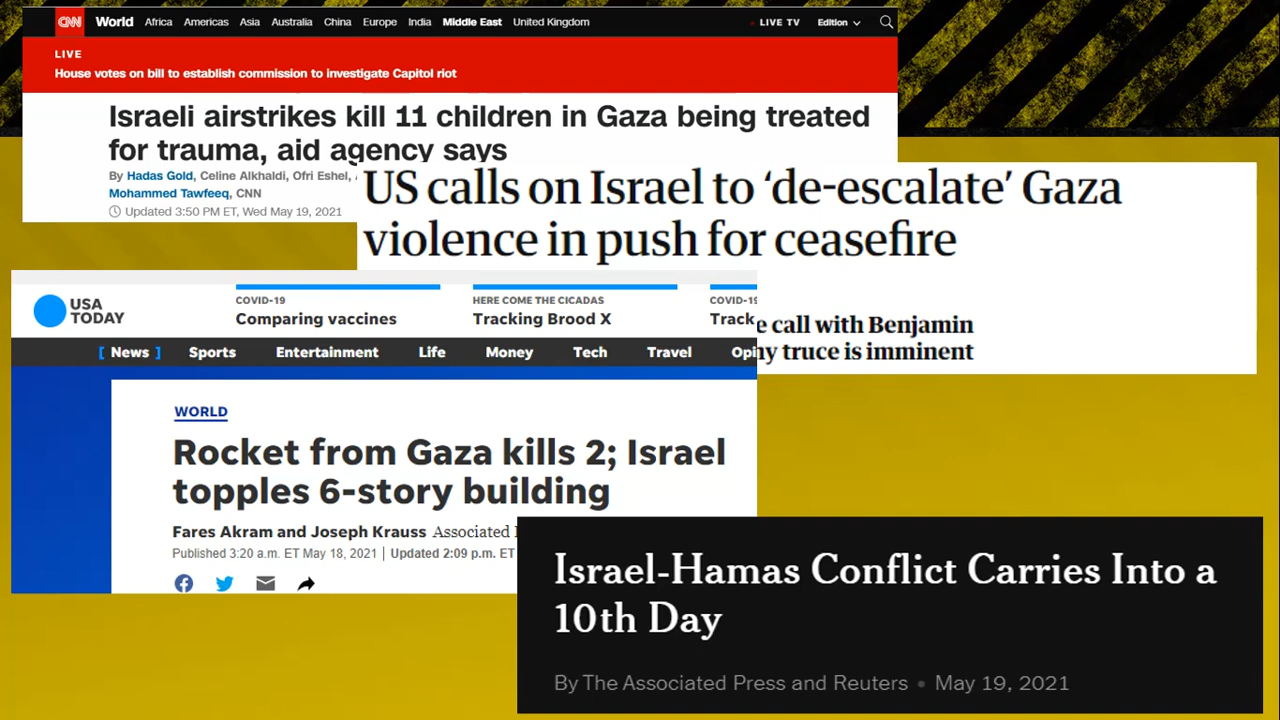 CNN World Africa Americas Asia Australia China Europe India Middle East United Kingdom LIVE TV Edition
LIVE
House votes on bill to establish commission to investigate Capitol riot
Israeli airstrikes kill 11 children in Gaza being treated
for trauma, aid agency says
By Hadas Gold, Celine Alkhaldi, Ofri Eshel,
Mohammed Tawfeeq, CNN
Updated 3:50 PM ET, Wed May 19, 2021
US calls on Israel to ‘de-escalate’ Gaza
violence in push for ceasefire
e call with Benjamin
ny truce is imminent
USA
TODAY
COVID-19
Comparing vaccines
HERE COME THE CICADAS
Tracking Brood X
COVID-19
Track
[ News ] Sports Entertainment Life Money Tech Travel Opi
WORLD
Rocket from Gaza kills 2; Israel
topples 6-story building
Fares Akram and Joseph Krauss Associated
Published 3:20 a.m. ET May 18, 2021 | Updated 2:09 p.m. ET
Israel-Hamas Conflict Carries Into a
10th Day
By The Associated Press and Reuters • May 19, 2021